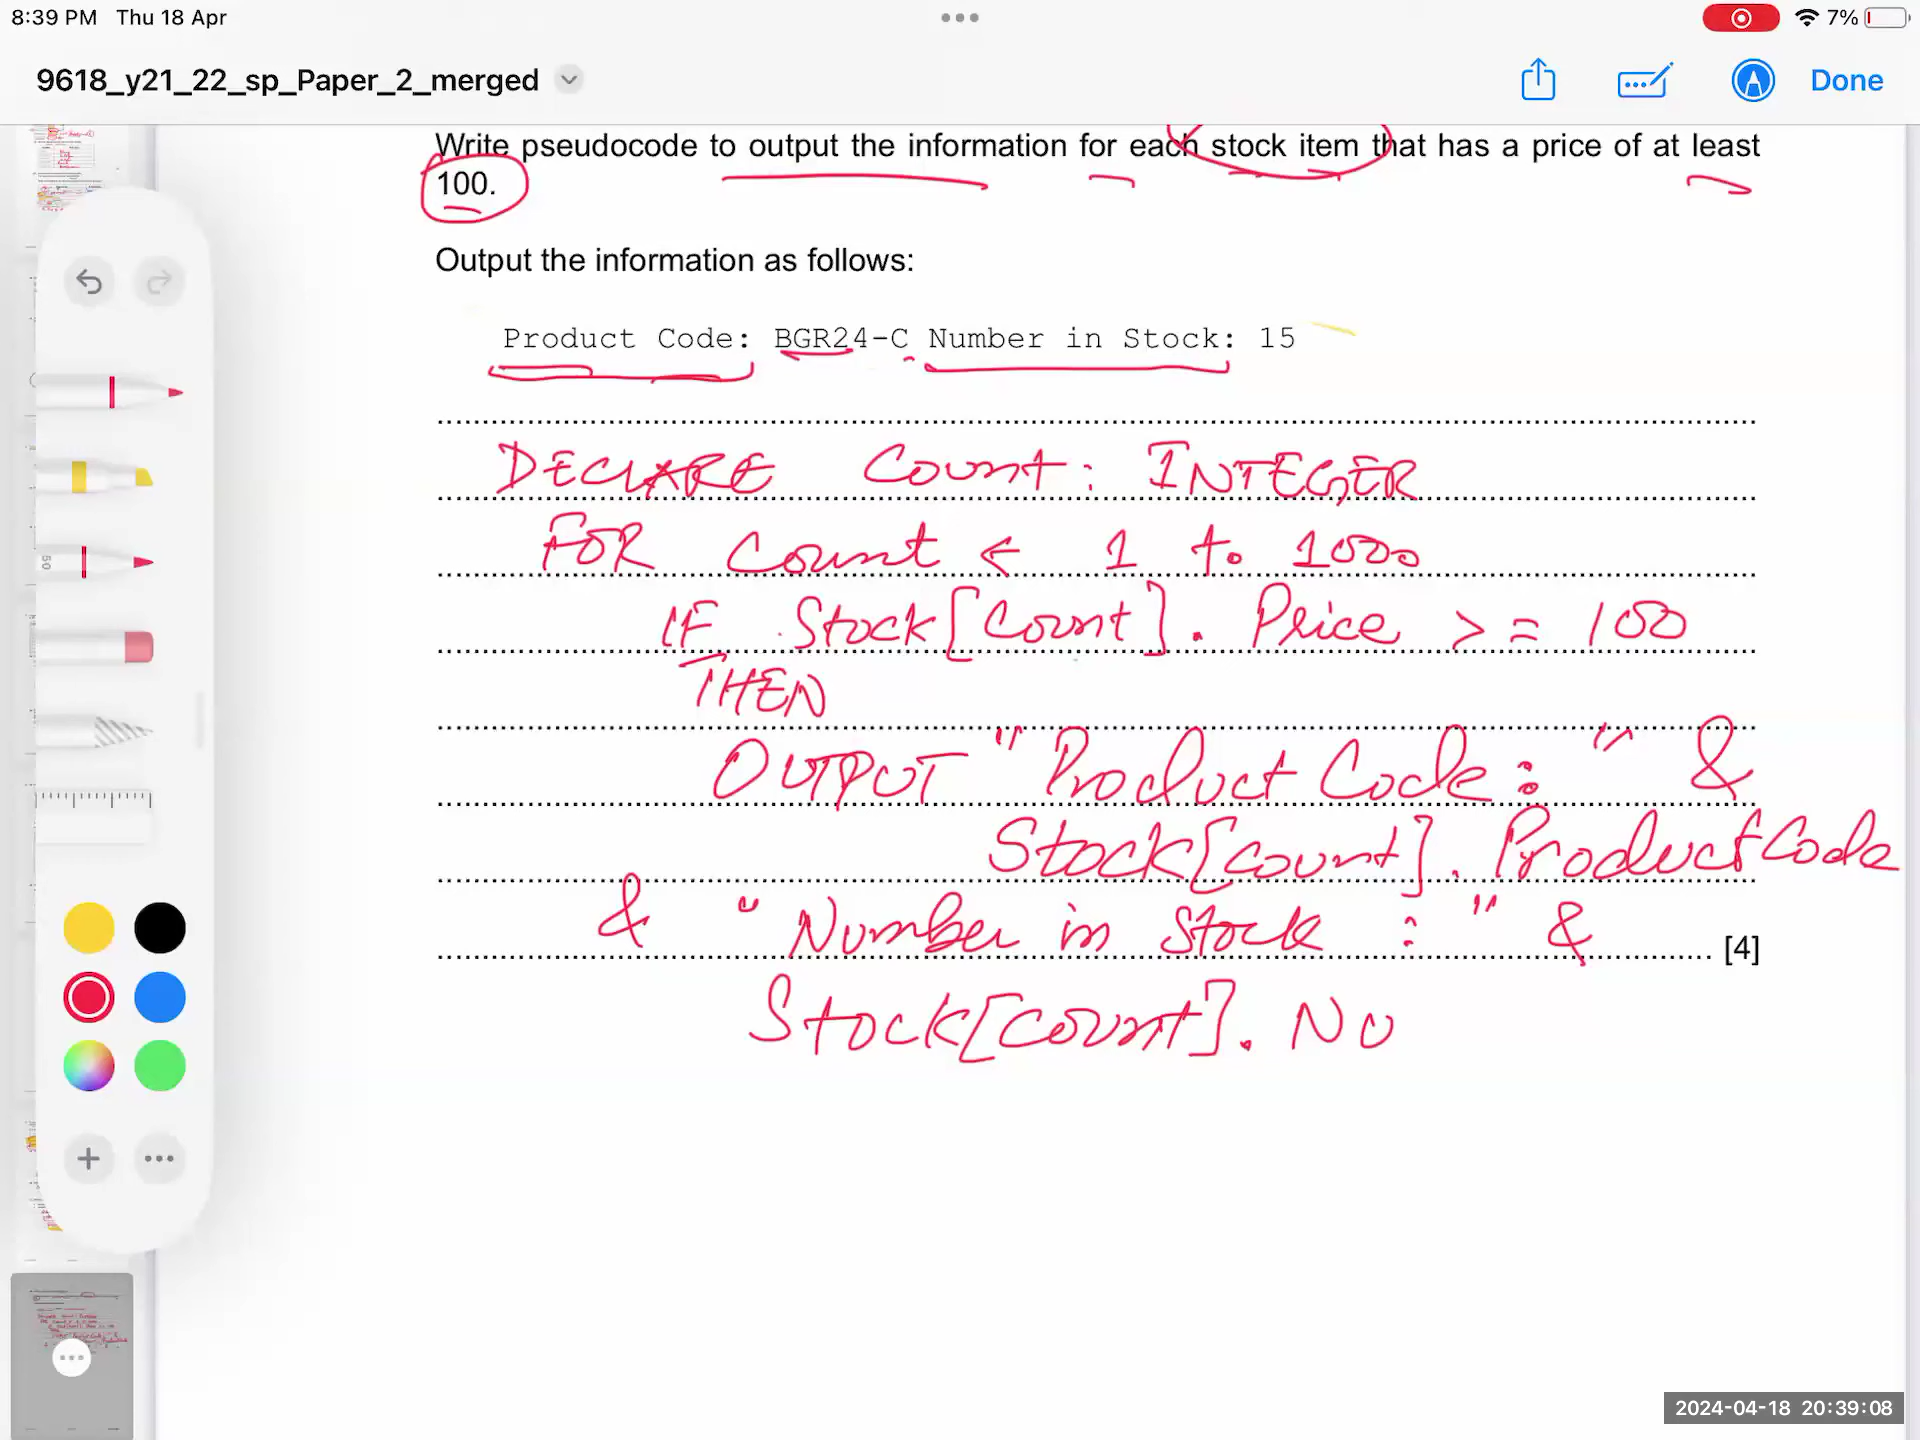 8:39 PM Thu 18 Apr
7%
9618_y21_22_sp_Paper_2_merged
Done
Write pseudocode to output the information for each stock item that has a price of at least
100.
Output the information as follows:
Product Code: BGR24-C Number in Stock: 15
DECLARE Count: INTEGER
FOR Count ← 1 to 1000
IF Stock[Count]. Price >= 100
THEN
OUTPUT "Product Code: " &
Stock[count]. ProductCode
& "Number in Stock : " &
[4]
Stock[count]. No
50
2024-04-18 20:39:08